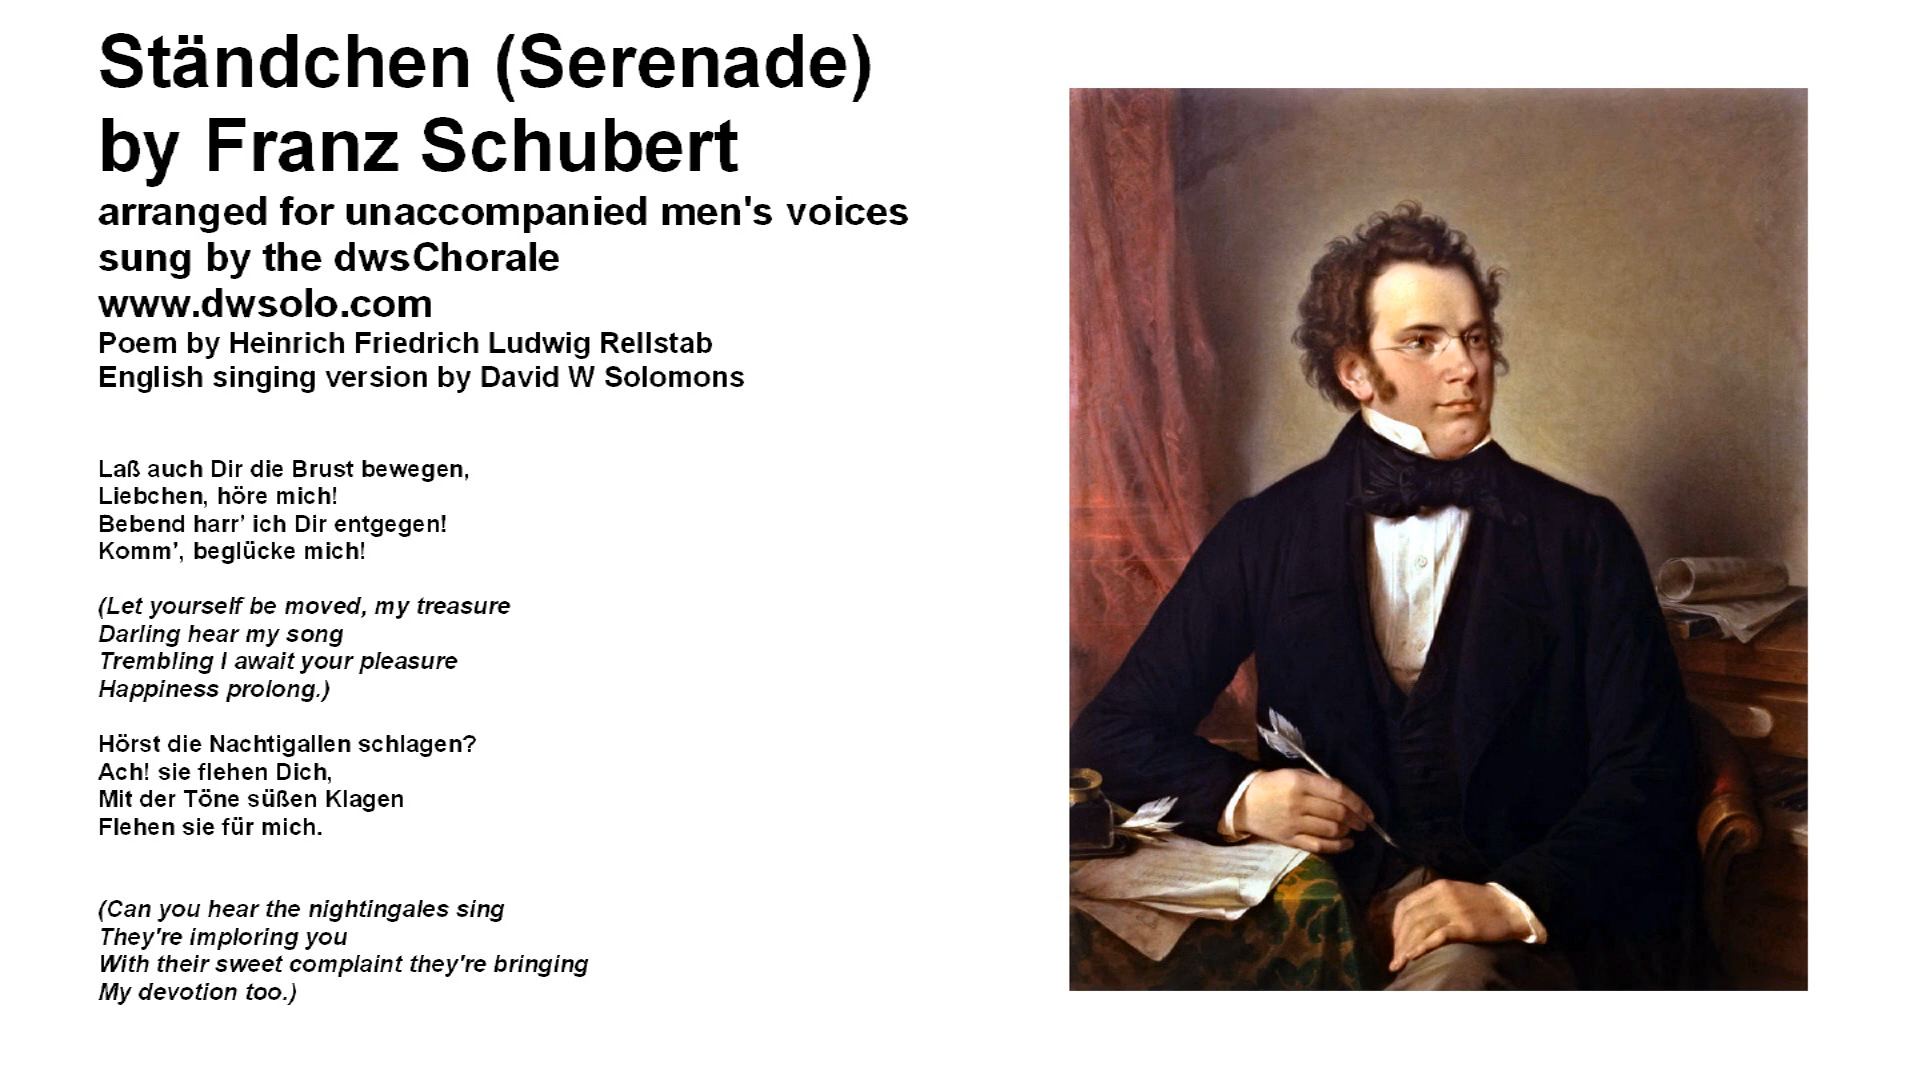 Ständchen (Serenade)
by Franz Schubert
arranged for unaccompanied men's voices
sung by the dwsChorale
www.dwsolo.com
Poem by Heinrich Friedrich Ludwig Rellstab
English singing version by David W Solomons
Laß auch Dir die Brust bewegen,
Liebchen, höre mich!
Bebend harr’ ich Dir entgegen!
Komm’, beglücke mich!
(Let yourself be moved, my treasure
Darling hear my song
Trembling I await your pleasure
Happiness prolong.)
Hörst die Nachtigallen schlagen?
Ach! sie flehen Dich,
Mit der Töne süßen Klagen
Flehen sie für mich.
(Can you hear the nightingales sing
They're imploring you
With their sweet complaint they're bringing
My devotion too.)